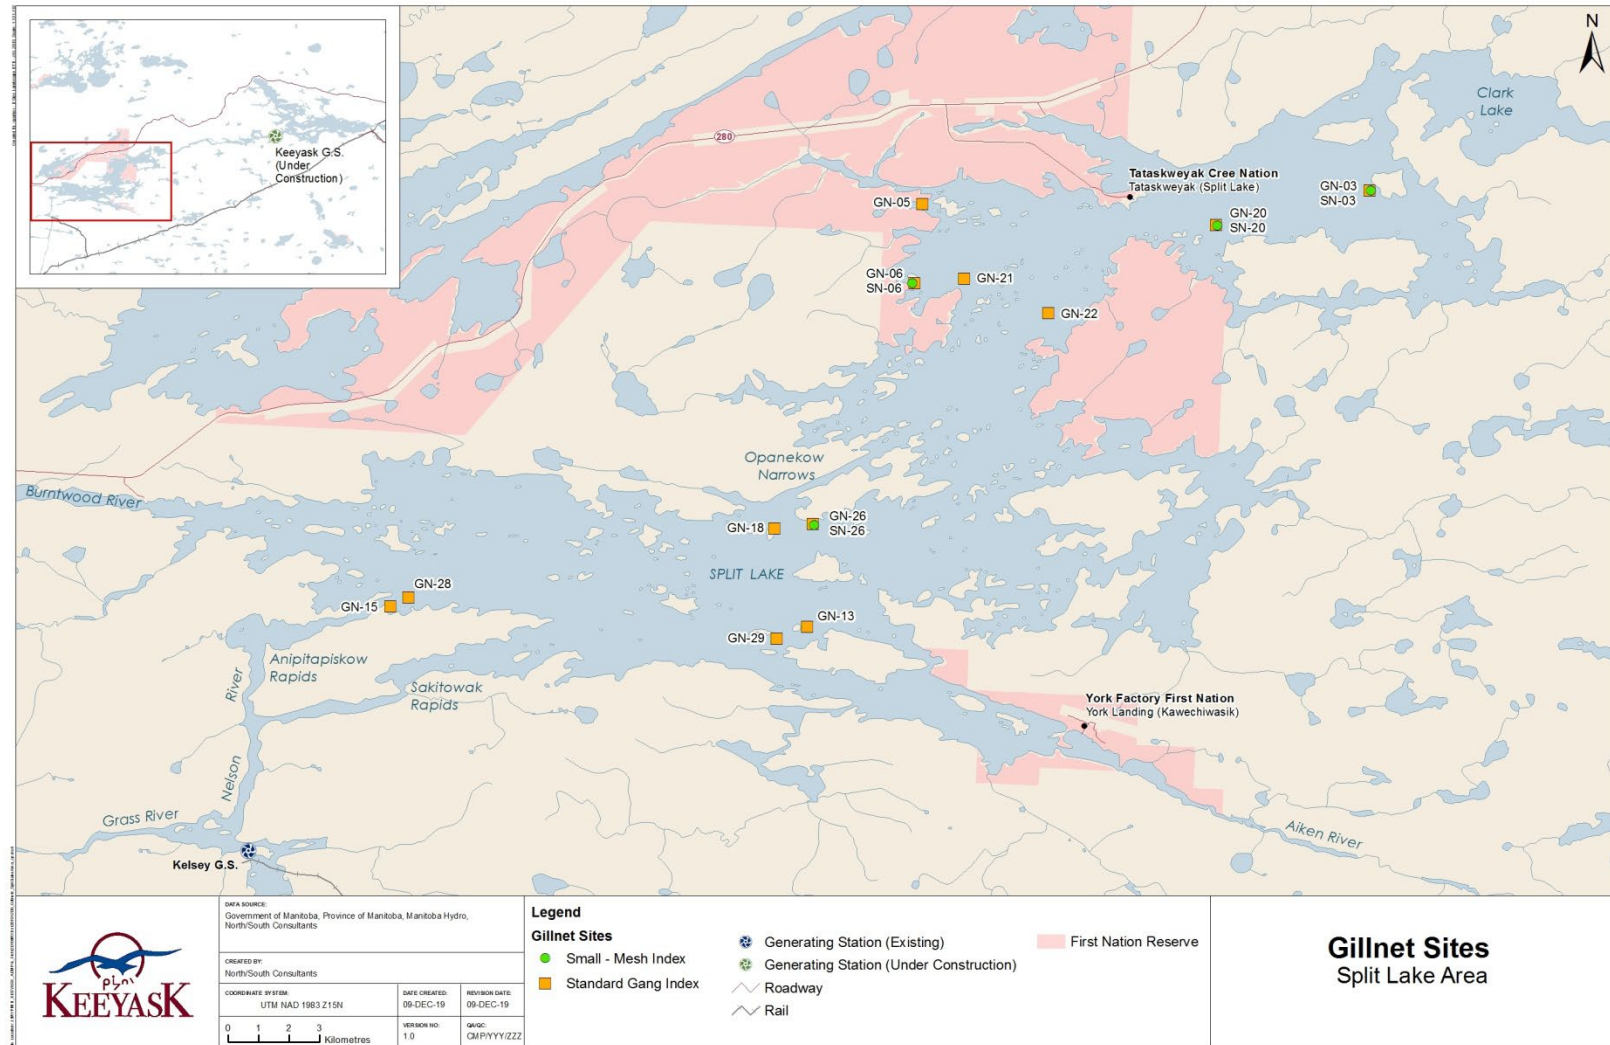 N
Keeyask G.S.
(Under
Construction)
280
Clark
Lake
Tataskweyak Cree Nation
Tataskweyak (Split Lake)
GN-03
SN-03
GN-05
GN-20
SN-20
GN-06
SN-06
GN-21
GN-22
Opanekow
Narrows
Burntwood River
GN-18
GN-26
SN-26
SPLIT LAKE
GN-28
GN-15
GN-13
GN-29
Anipitapiskow
Rapids
Sakitowak
Rapids
Nelson River
York Factory First Nation
York Landing (Kawechiwasik)
Grass River
Aiken River
Kelsey G.S.
KEEYASK
DATA SOURCE:
Government of Manitoba, Province of Manitoba, Manitoba Hydro,
North/South Consultants
CREATED BY:
North/South Consultants
COORDINATE SYSTEM:
UTM NAD 1983 Z15N
DATE CREATED:
09-DEC-19
REVISION DATE:
09-DEC-19
0 1 2 3 Kilometres
VERSION NO:
1.0
QA/QC:
CMP/YYY/ZZZ
Legend
Gillnet Sites
Small - Mesh Index
Standard Gang Index
Generating Station (Existing)
Generating Station (Under Construction)
Roadway
Rail
First Nation Reserve
Gillnet Sites
Split Lake Area